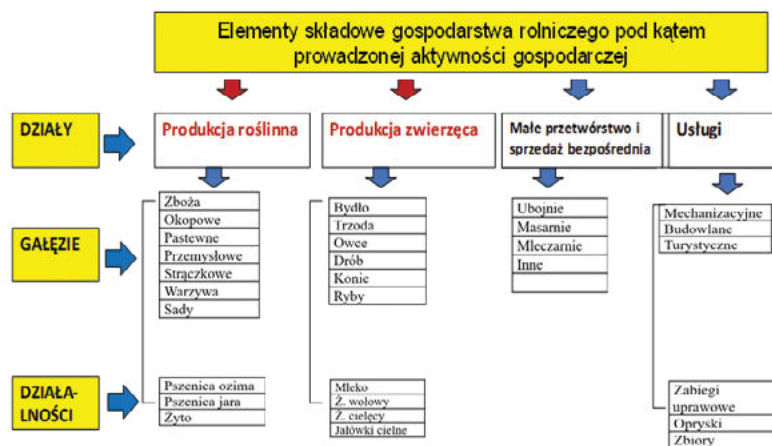 Elementy składowe gospodarstwa rolniczego pod kątem
prowadzonej aktywności gospodarczej
DZIAŁY
Produkcja roślinna
Produkcja zwierzęca
Małe przetwórstwo i
sprzedaż bezpośrednia
Usługi
GAŁĘZIE
Zboża
Okopowe
Pastewne
Przemysłowe
Strączkowe
Warzywa
Sady
Bydło
Trzoda
Owce
Drób
Konie
Ryby
Ubojnie
Masarnie
Mleczarnie
Inne
Mechanizacyjne
Budowlane
Turystyczne
DZIAŁA-
LNOŚCI
Pszenica ozima
Pszenica jara
Żyto
Mleko
Ż. wołowy
Ż. cielęcy
Jałówki cielne
Zabiegi
uprawowe
Opryski
Zbiory